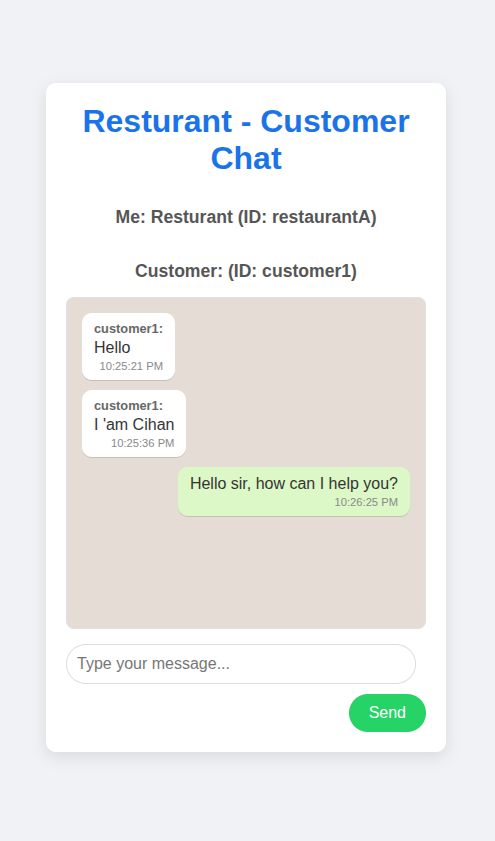 Resturant - Customer
Chat
Me: Resturant (ID: restaurantA)
Customer: (ID: customer1)
customer1:
Hello
10:25:21 PM
customer1:
I 'am Cihan
10:25:36 PM
Hello sir, how can I help you?
10:26:25 PM
Type your message...
Send